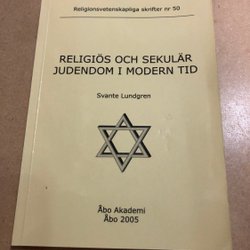 Religionsvetenskapliga skrifter nr 50
RELIGIÖS OCH SEKULÄR
JUDENDOM I MODERN TID
Svante Lundgren
Åbo Akademi
Åbo 2005